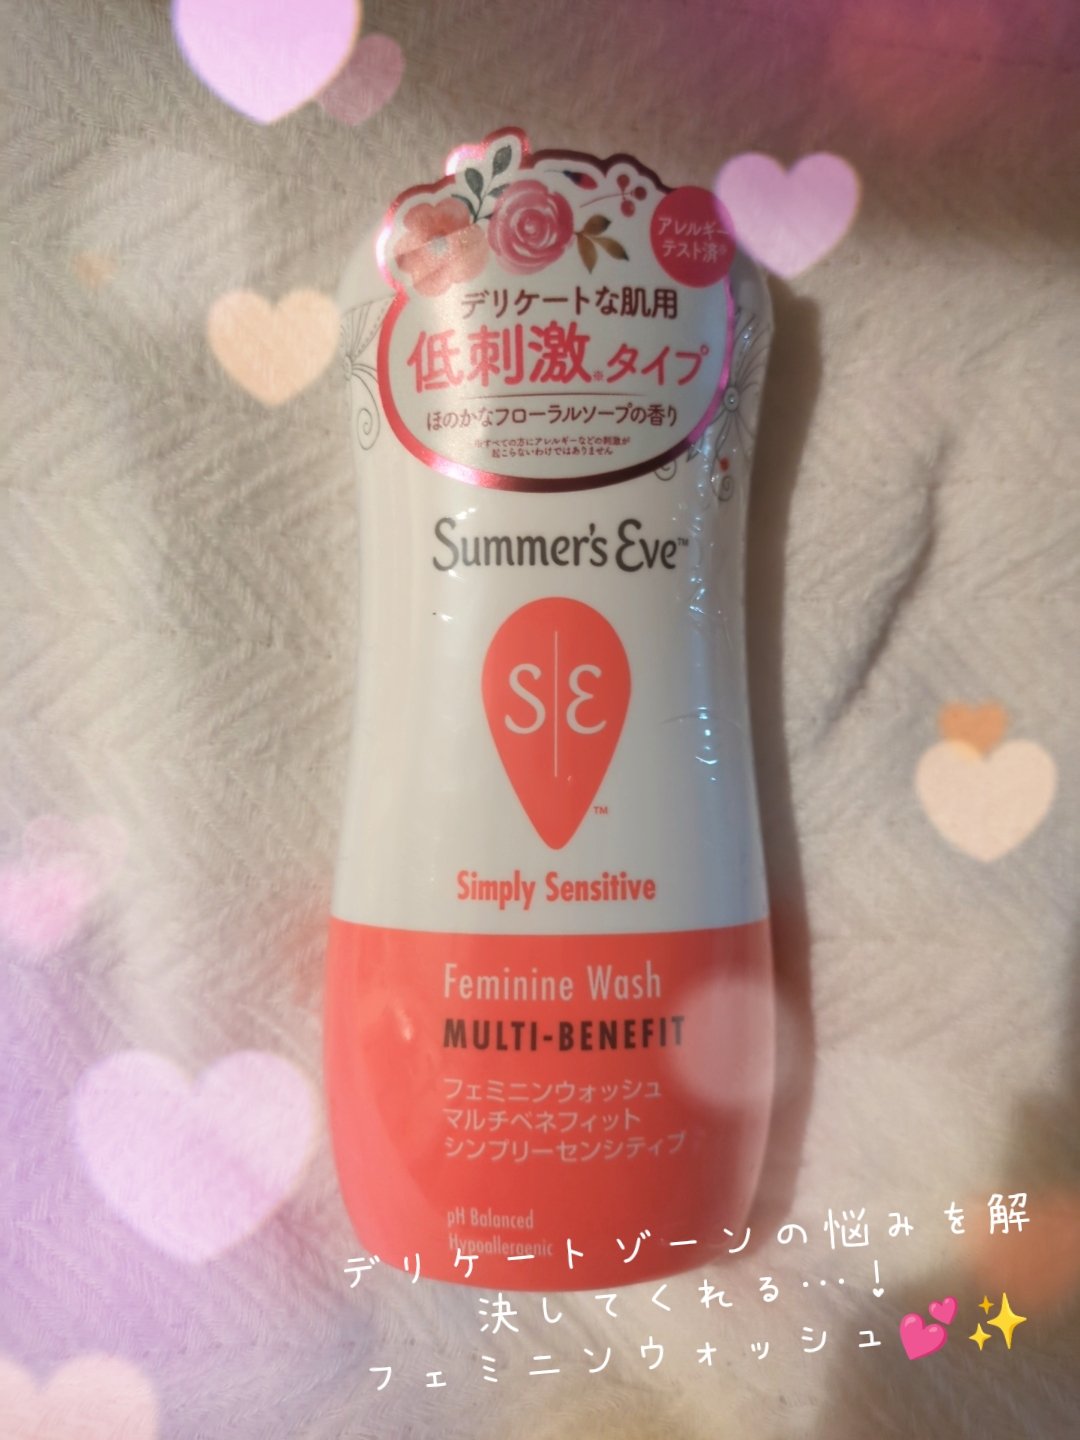 アレルギー
テスト済※
デリケートな肌用
低刺激※タイプ
ほのかなフローラルソープの香り
※すべての方にアレルギーなどの刺激が
起こらないわけではありません
Summer's Eve™
S|E
™
Simply Sensitive
Feminine Wash
MULTI-BENEFIT
フェミニンウォッシュ
マルチベネフィット
シンプリーセンシティブ
pH Balanced
Hypoallergenic
デリケートゾーンの悩みを解
決してくれる…！
フェミニンウォッシュ💕✨